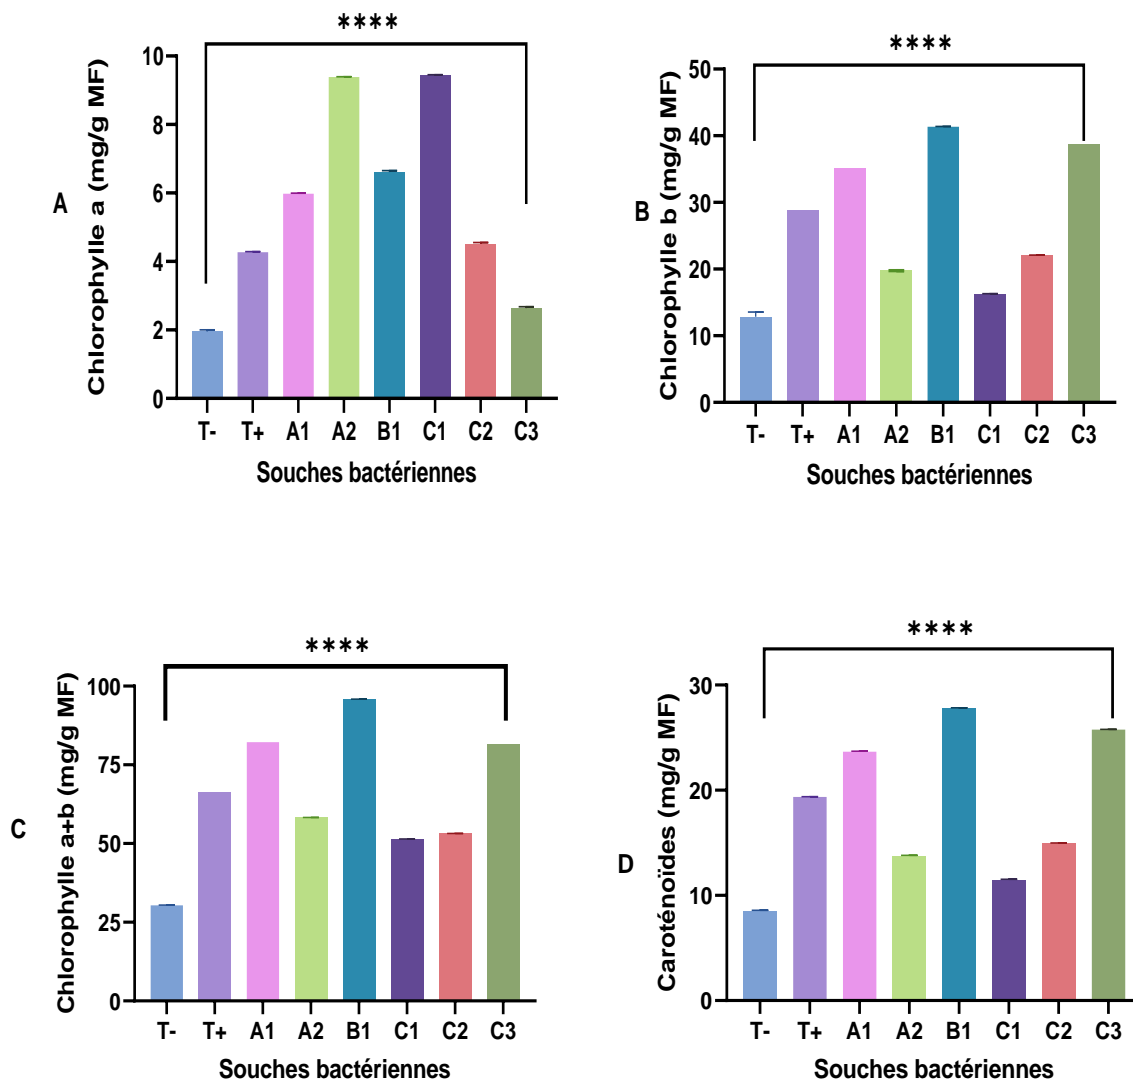 ****
A
Chlorophylle a (mg/g MF)
10
8
6
4
2
0
T- T+ A1 A2 B1 C1 C2 C3
Souches bactériennes
****
B
Chlorophylle b (mg/g MF)
50
40
30
20
10
0
T- T+ A1 A2 B1 C1 C2 C3
Souches bactériennes
****
C
Chlorophylle a+b (mg/g MF)
100
75
50
25
0
T- T+ A1 A2 B1 C1 C2 C3
Souches bactériennes
****
D
Caroténoïdes (mg/g MF)
30
20
10
0
T- T+ A1 A2 B1 C1 C2 C3
Souches bactériennes